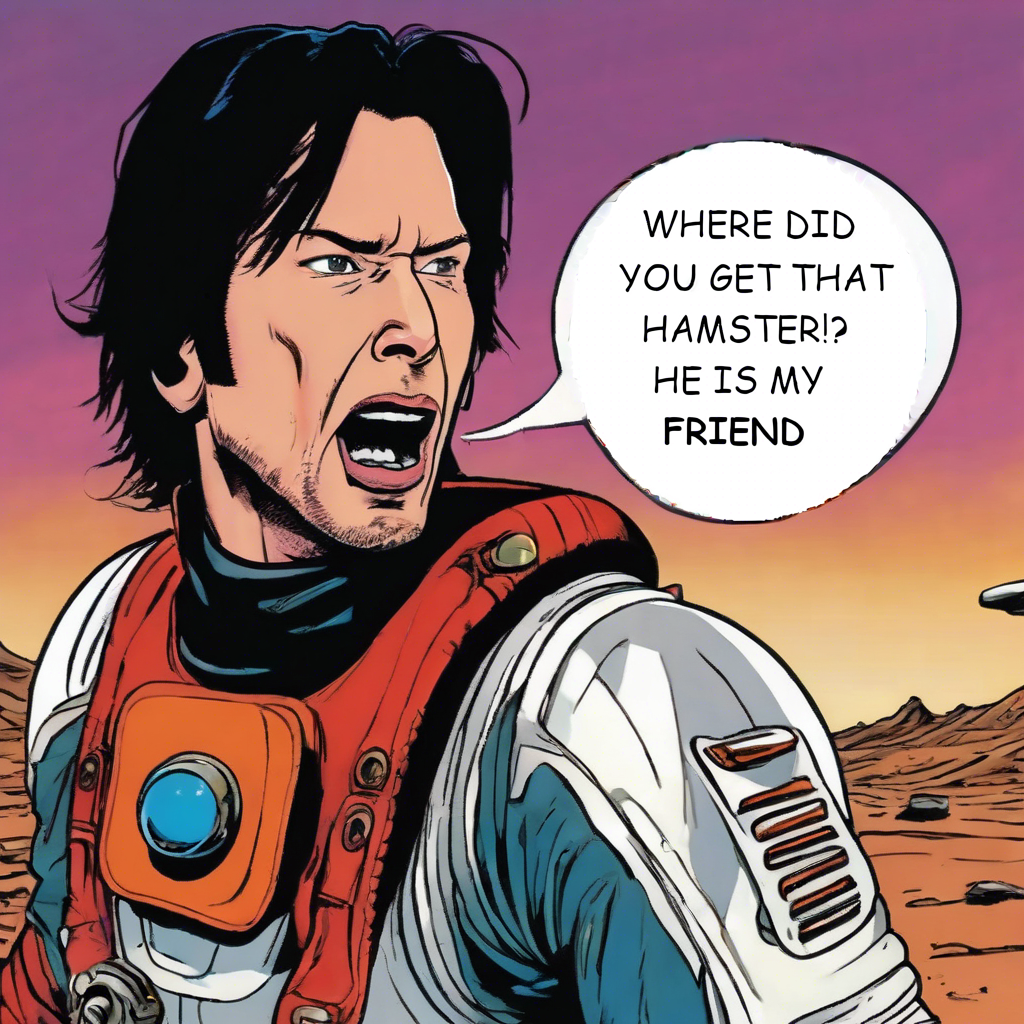 WHERE DID
YOU GET THAT
HAMSTER!?
HE IS MY
FRIEND